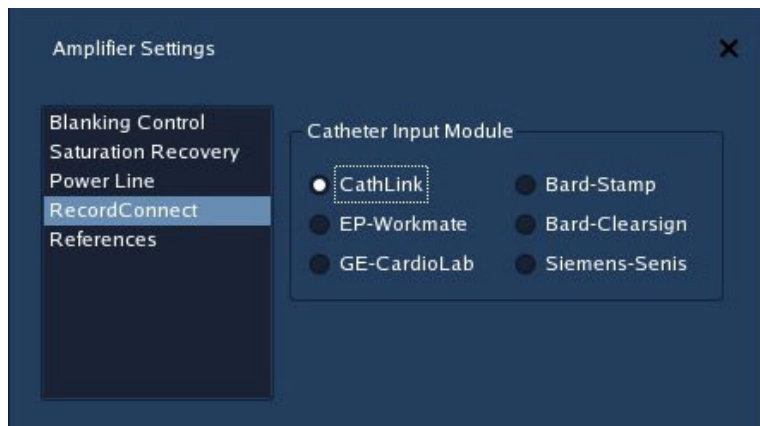 Amplifier Settings
Blanking Control
Saturation Recovery
Power Line
RecordConnect
References
Catheter Input Module
CathLink
Bard-Stamp
EP-Workmate
Bard-Clearsign
GE-CardioLab
Siemens-Senis